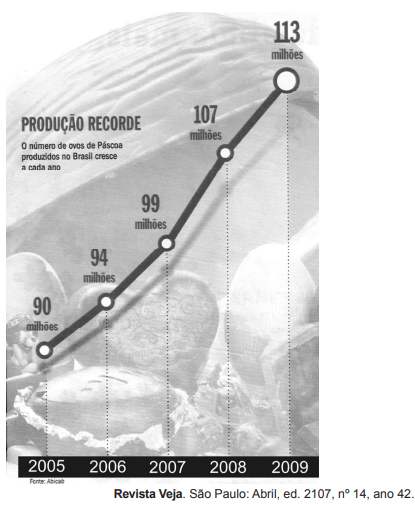 113
milhões
PRODUÇÃO RECORDE
107
milhões
O número de ovos de Páscoa
produzidos no Brasil cresce
a cada ano
99
milhões
94
milhões
90
milhões
2005 2006 2007 2008 2009
Fonte: Abicab
Revista Veja. São Paulo: Abril, ed. 2107, nº 14, ano 42.